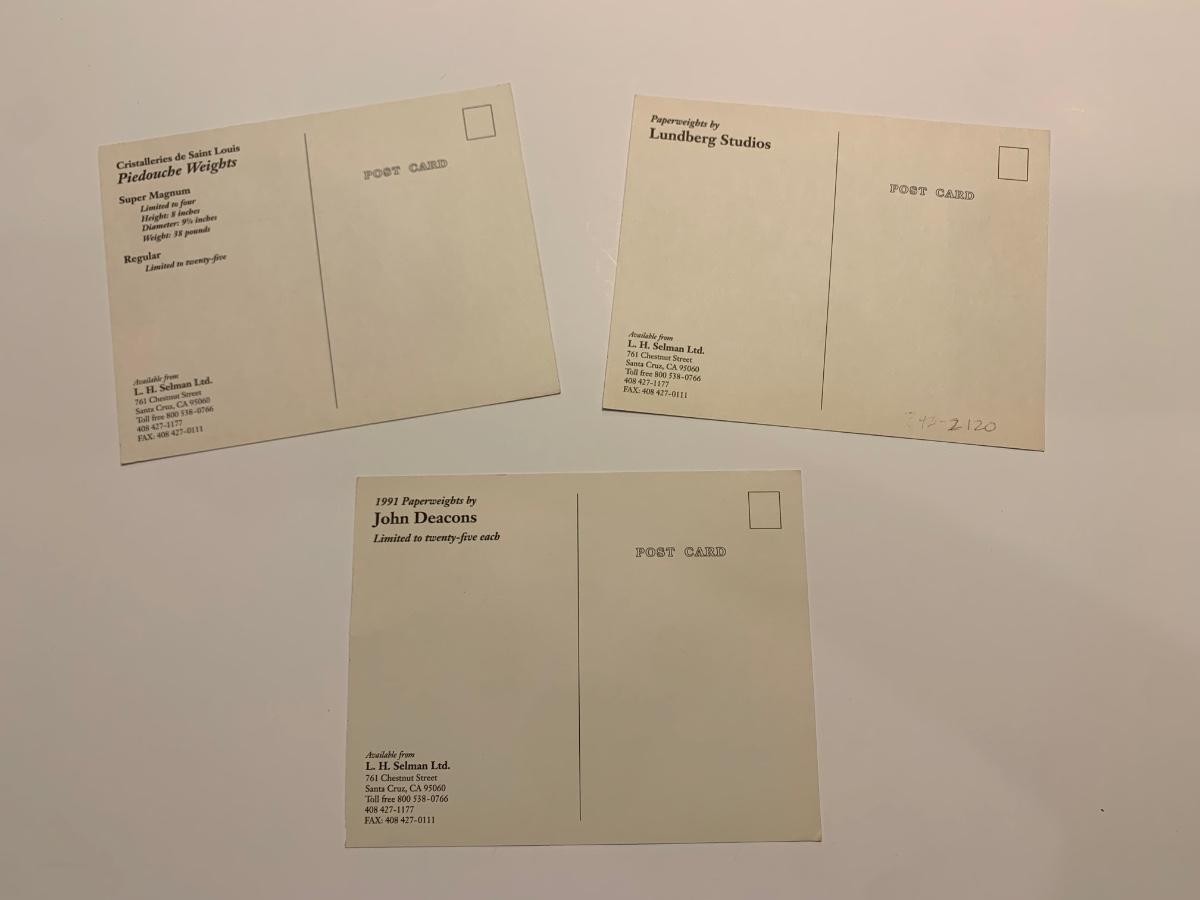 Cristalleries de Saint Louis
Piedouche Weights
Super Magnum
Limited to four
Height: 8 inches
Diameter: 9¾ inches
Weight: 38 pounds
Regular
Limited to twenty-five
Available from
L. H. Selman Ltd.
761 Chestnut Street
Santa Cruz, CA 95060
Toll free 800 538-0766
408 427-1177
FAX: 408 427-0111
POST CARD
Paperweights by
Lundberg Studios
Available from
L. H. Selman Ltd.
761 Chestnut Street
Santa Cruz, CA 95060
Toll free 800 538-0766
408 427-1177
FAX: 408 427-0111
POST CARD
1991 Paperweights by
John Deacons
Limited to twenty-five each
Available from
L. H. Selman Ltd.
761 Chestnut Street
Santa Cruz, CA 95060
Toll free 800 538-0766
408 427-1177
FAX: 408 427-0111
POST CARD